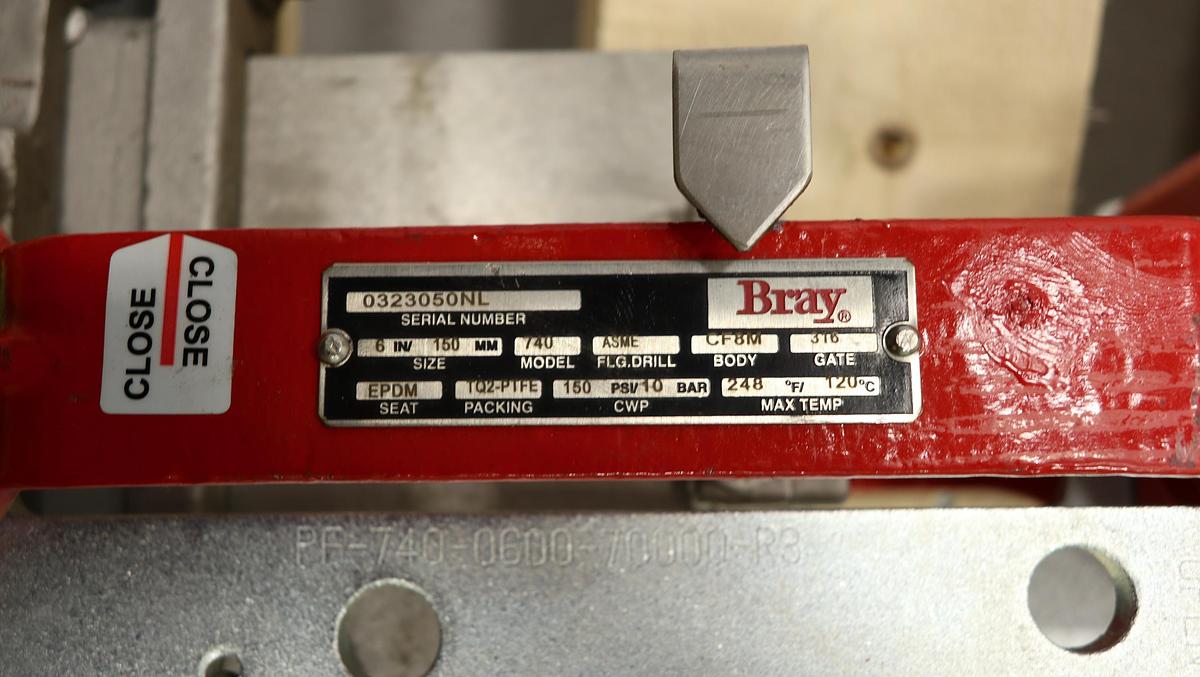 CLOSE
CLOSE
0323050NL
SERIAL NUMBER
Bray®
6 IN/ 150 MM
SIZE
740
MODEL
ASME
FLG.DRILL
CF8M
BODY
316
GATE
EPDM
SEAT
TQ2-PTFE
PACKING
150 PSI/10 BAR
CWP
248 °F/ 120°C
MAX TEMP
PF-740-0600-70000-R3